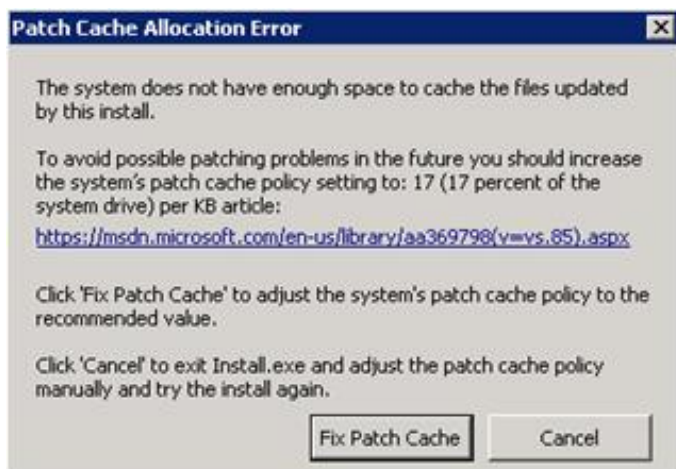 Patch Cache Allocation Error
The system does not have enough space to cache the files updated
by this install.
To avoid possible patching problems in the future you should increase
the system's patch cache policy setting to: 17 (17 percent of the
system drive) per KB article:
https://msdn.microsoft.com/en-us/library/aa369798(v=vs.85).aspx
Click 'Fix Patch Cache' to adjust the system's patch cache policy to the
recommended value.
Click 'Cancel' to exit Install.exe and adjust the patch cache policy
manually and try the install again.
Fix Patch Cache Cancel